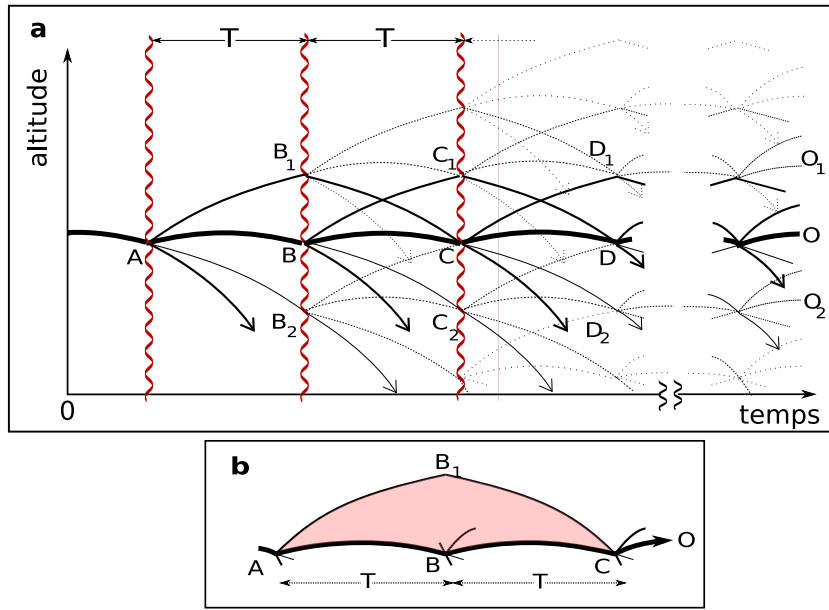 a
T T
altitude
B1 C1 D1 O1
A B C D O
B2 C2 D2 O2
0 temps
b
B1
A B C O
T T